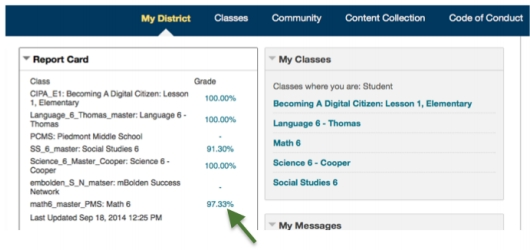 My District Classes Community Content Collection Code of Conduct
Report Card
Class Grade
CIPA_E1: Becoming A Digital Citizen: Lesson
1, Elementary 100.00%
Language_6_Thomas_master: Language 6 -
Thomas 100.00%
PCMS: Piedmont Middle School -
SS_6_master: Social Studies 6 91.30%
Science_6_Master_Cooper: Science 6 -
Cooper 100.00%
embolden_S_N_matser: mBolden Success
Network -
math6_master_PMS: Math 6 97.33%
Last Updated Sep 18, 2014 12:25 PM
My Classes
Classes where you are: Student
Becoming A Digital Citizen: Lesson 1, Elementary
Language 6 - Thomas
Math 6
Science 6 - Cooper
Social Studies 6
My Messages